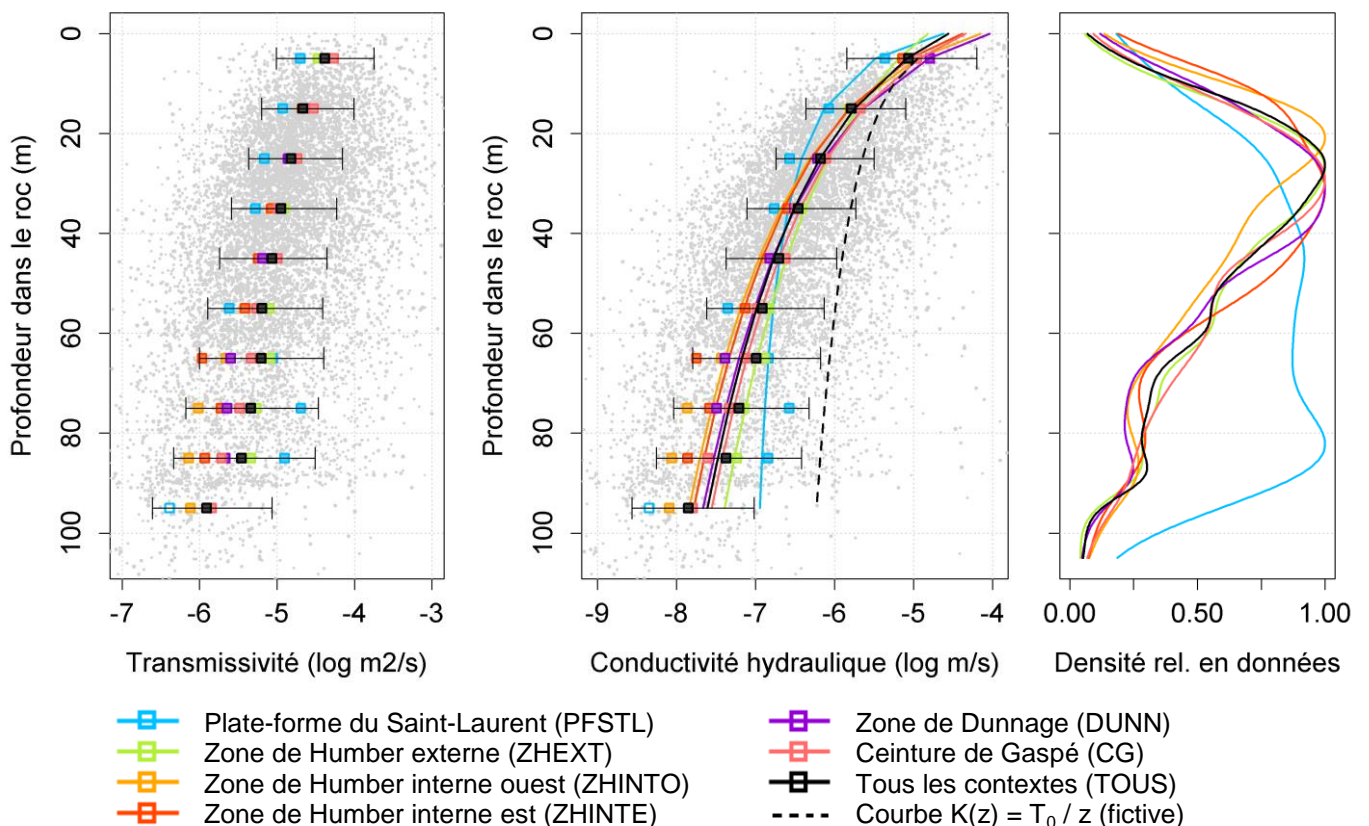 Profondeur dans le roc (m)
0
20
40
60
80
100
-7
-6
-5
-4
-3
Transmissivité (log m2/s)
Profondeur dans le roc (m)
0
20
40
60
80
100
-9
-8
-7
-6
-5
-4
Conductivité hydraulique (log m/s)
0.00
0.50
1.00
Densité rel. en données
Plate-forme du Saint-Laurent (PFSTL)
Zone de Humber externe (ZHEXT)
Zone de Humber interne ouest (ZHINTO)
Zone de Humber interne est (ZHINTE)
Zone de Dunnage (DUNN)
Ceinture de Gaspé (CG)
Tous les contextes (TOUS)
Courbe K(z) = T₀ / z (fictive)